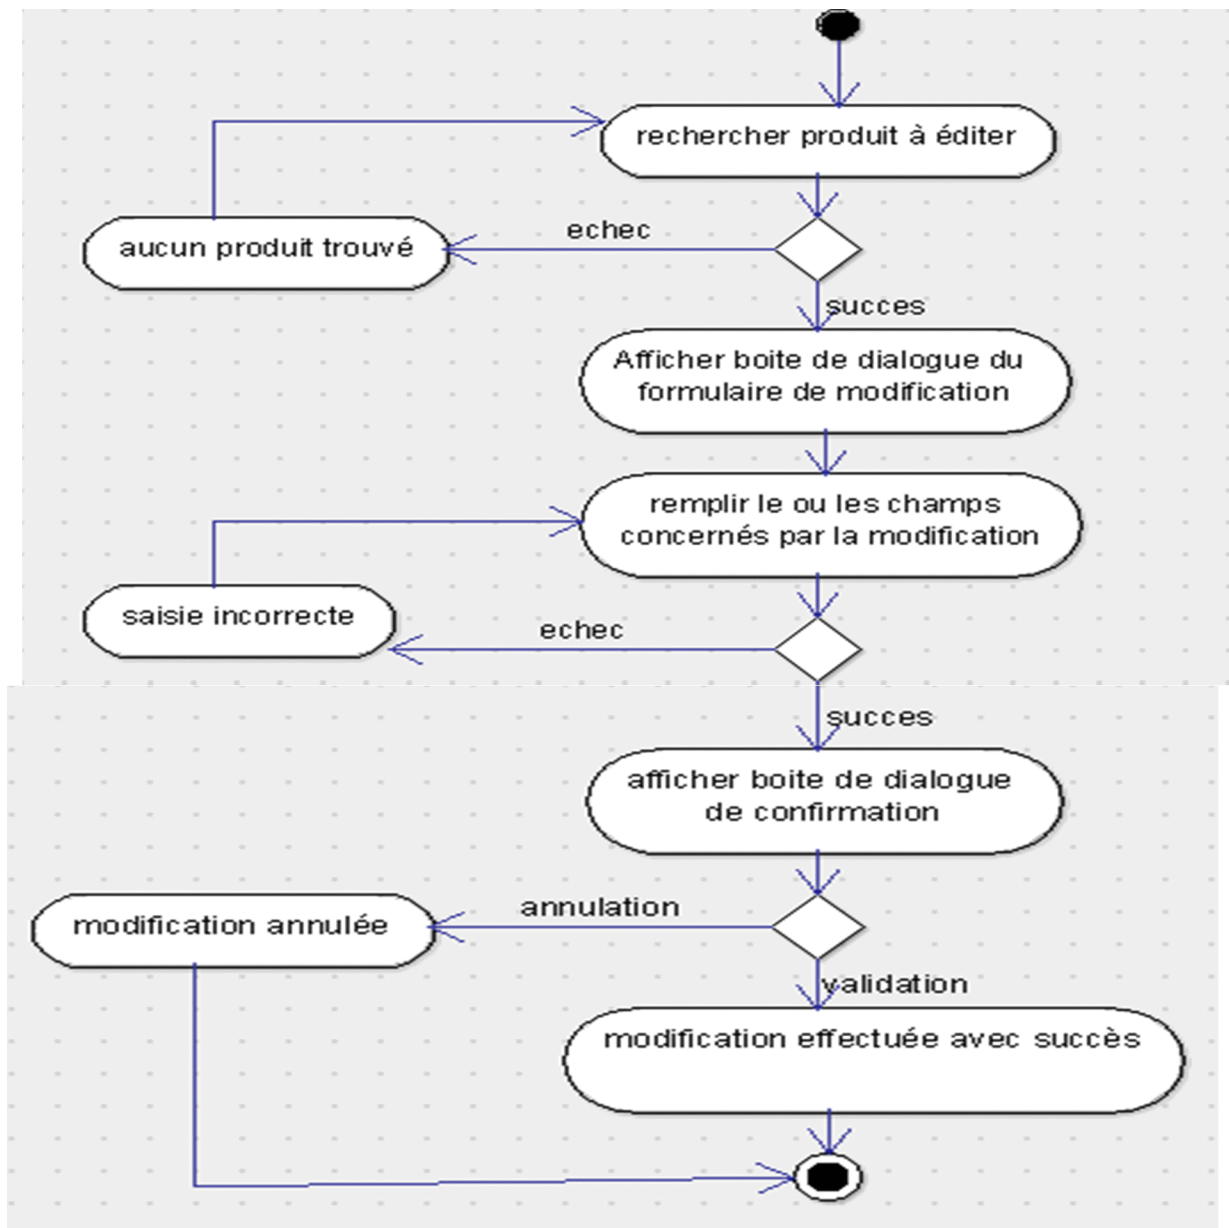 rechercher produit à éditer
echec
aucun produit trouvé
succes
Afficher boite de dialogue du
formulaire de modification
remplir le ou les champs
concernés par la modification
saisie incorrecte
echec
succes
afficher boite de dialogue
de confirmation
annulation
modification annulée
validation
modification effectuée avec succès